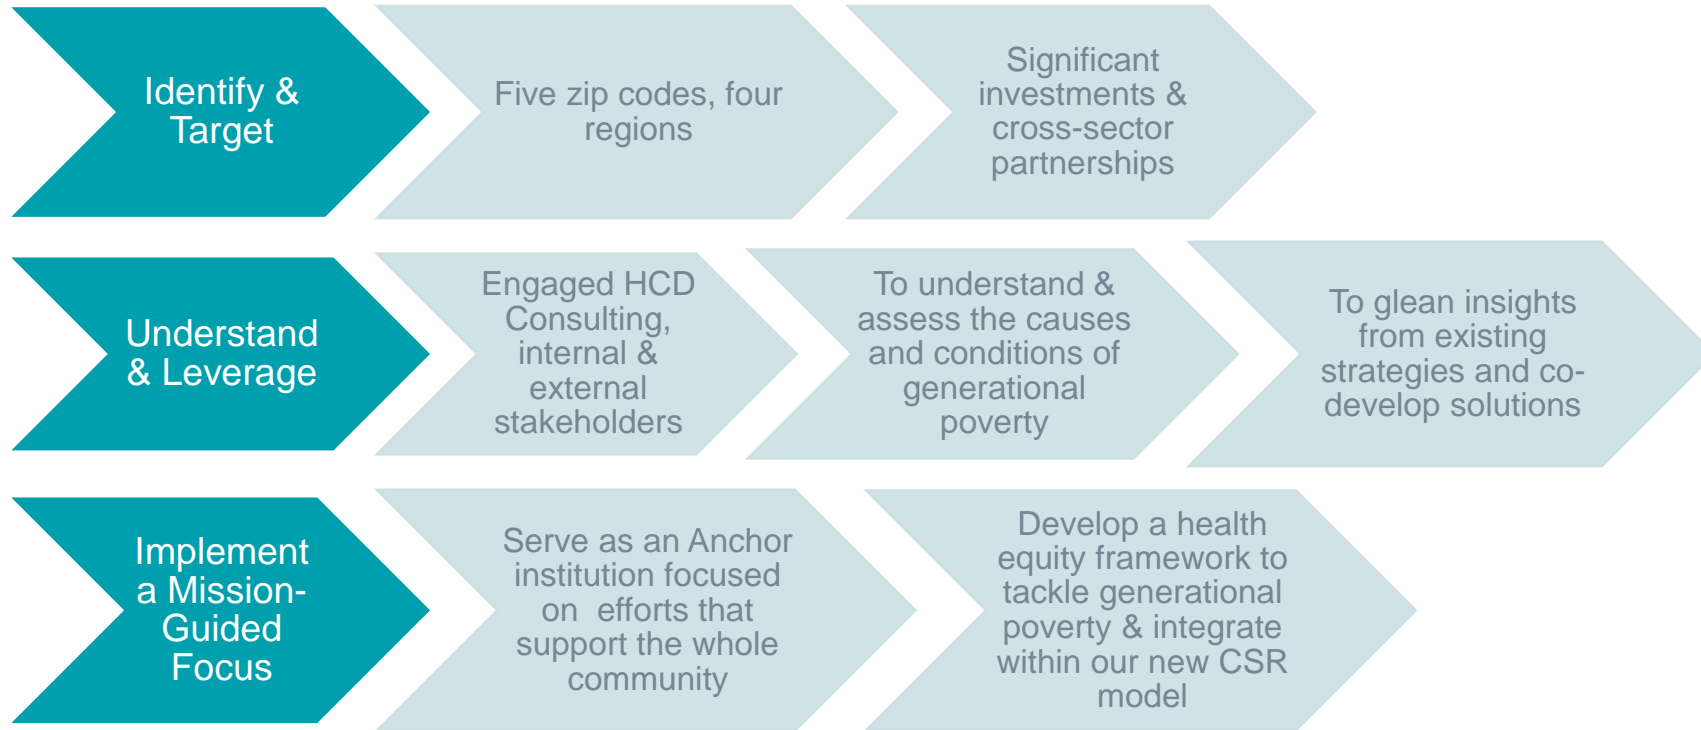 Identify &
Target
Five zip codes, four
regions
Significant
investments &
cross-sector
partnerships
Understand
& Leverage
Engaged HCD
Consulting,
internal &
external
stakeholders
To understand &
assess the causes
and conditions of
generational
poverty
To glean insights
from existing
strategies and co-
develop solutions
Implement
a Mission-
Guided
Focus
Serve as an Anchor
institution focused
on efforts that
support the whole
community
Develop a health
equity framework to
tackle generational
poverty & integrate
within our new CSR
model